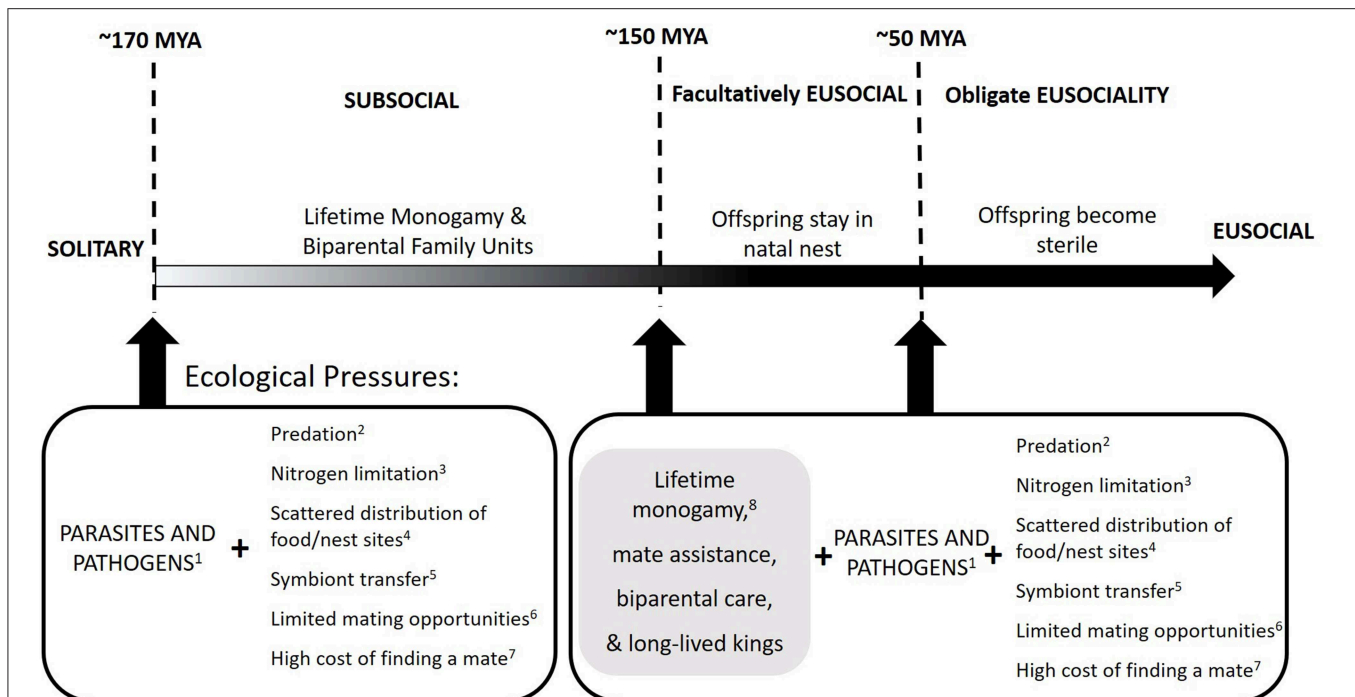 ~170 MYA
~150 MYA
~50 MYA
SUBSOCIAL
Facultatively EUSOCIAL
Obligate EUSOCIALITY
Lifetime Monogamy &
Biparental Family Units
Offspring stay in
natal nest
Offspring become
sterile
SOLITARY
EUSOCIAL
Ecological Pressures:
PARASITES AND
PATHOGENS¹
+
Predation²
Nitrogen limitation³
Scattered distribution of
food/nest sites⁴
Symbiont transfer⁵
Limited mating opportunities⁶
High cost of finding a mate⁷
Lifetime
monogamy,⁸
mate assistance,
biparental care,
& long-lived kings
+
PARASITES AND
PATHOGENS¹
+
Predation²
Nitrogen limitation³
Scattered distribution of
food/nest sites⁴
Symbiont transfer⁵
Limited mating opportunities⁶
High cost of finding a mate⁷